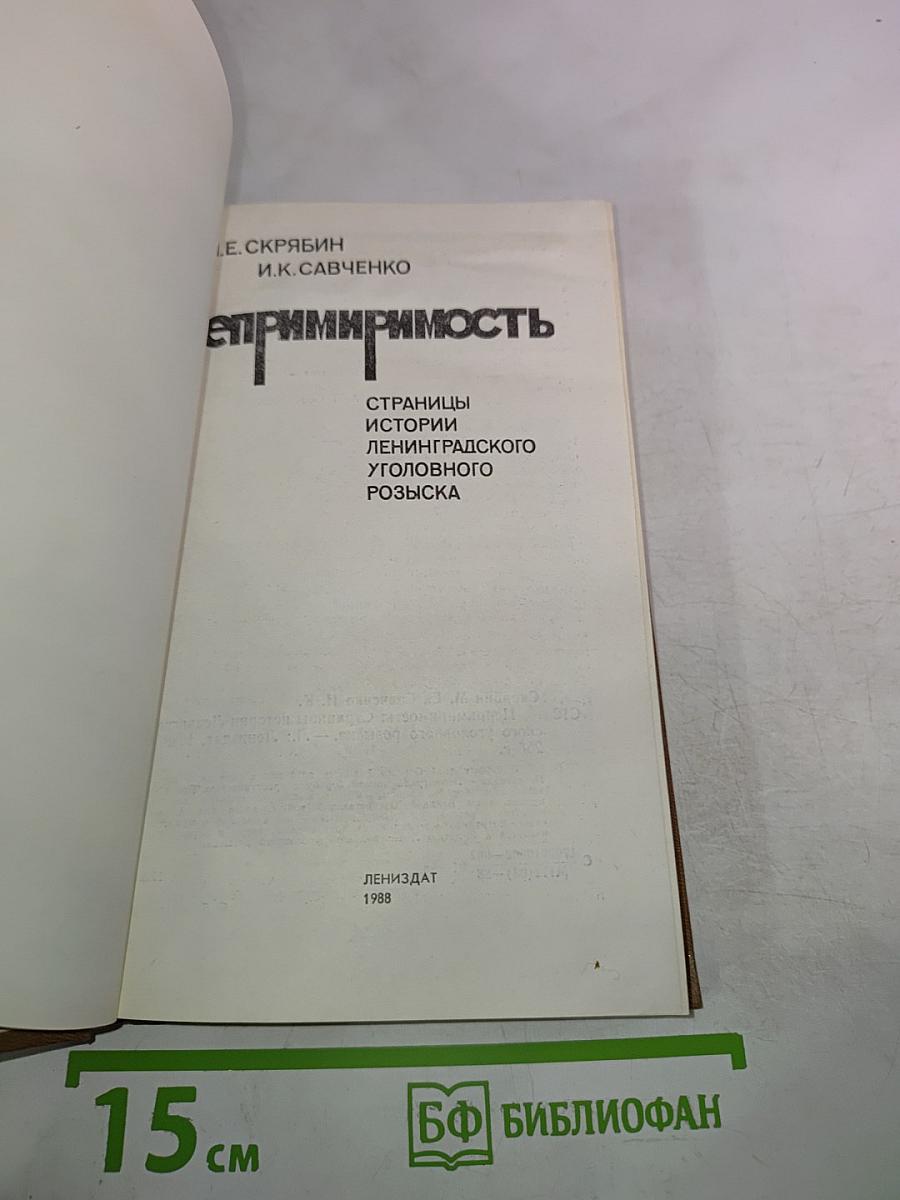 .Е. СКРЯБИН
И.К. САВЧЕНКО
епримиримость
СТРАНИЦЫ
ИСТОРИИ
ЛЕНИНГРАДСКОГО
УГОЛОВНОГО
РОЗЫСКА
ЛЕНИЗДАТ
1988
15 см
БФ БИБЛИОФАН